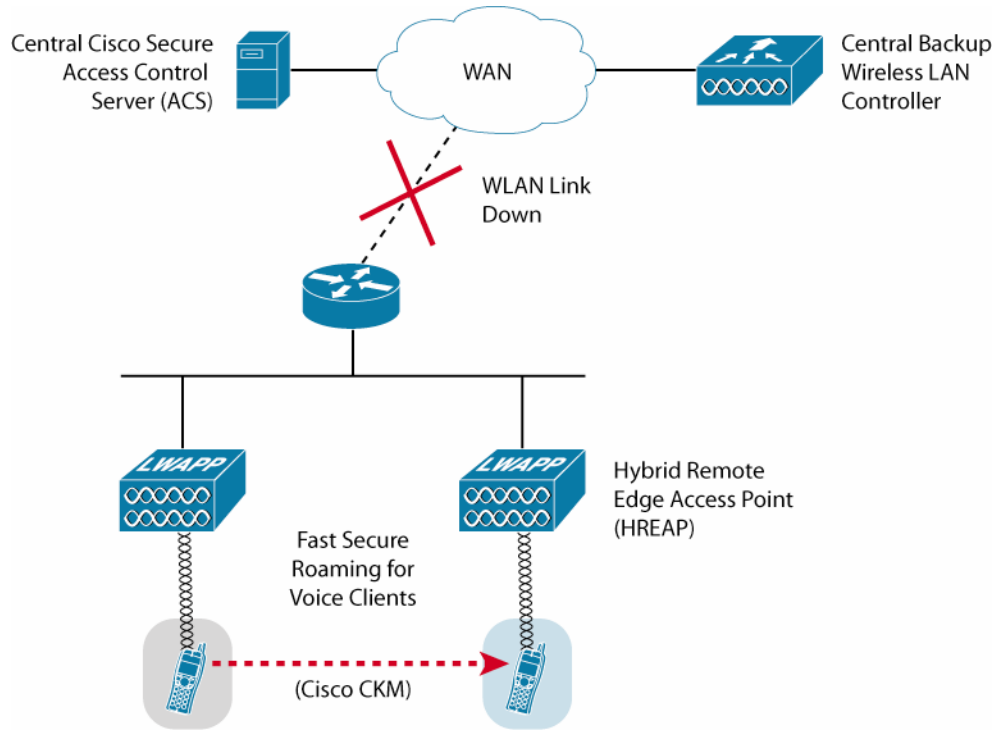 Central Cisco Secure
Access Control
Server (ACS)
WAN
Central Backup
Wireless LAN
Controller
WLAN Link
Down
LWAPP
LWAPP
Hybrid Remote
Edge Access Point
(HREAP)
Fast Secure
Roaming for
Voice Clients
(Cisco CKM)